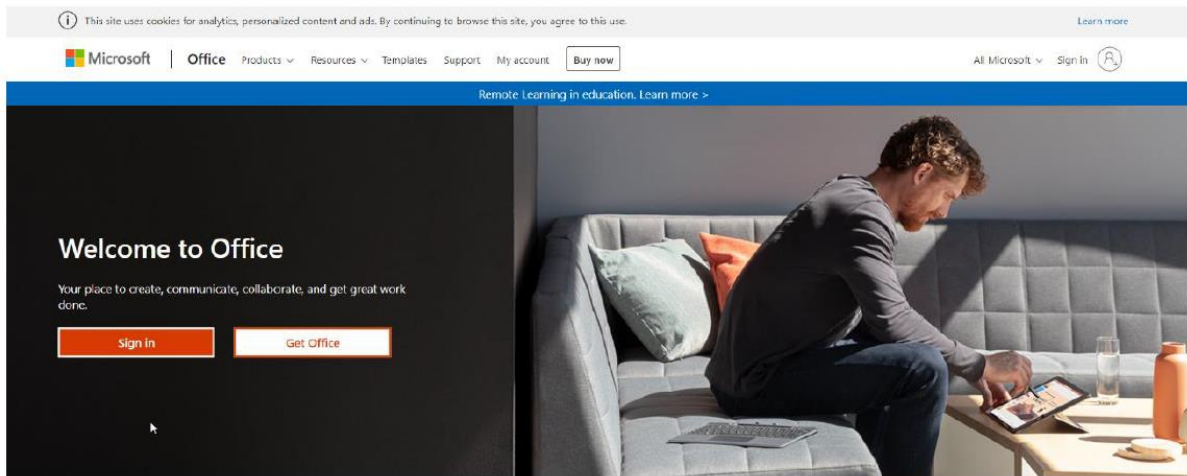 This site uses cookies for analytics, personalized content and ads. By continuing to browse this site, you agree to this use.
Learn more
Microsoft
Office
Products
Resources
Templates
Support
My account
Buy now
All Microsoft
Sign in
Remote Learning in education. Learn more >
Welcome to Office
Your place to create, communicate, collaborate, and get great work
done.
Sign in
Get Office